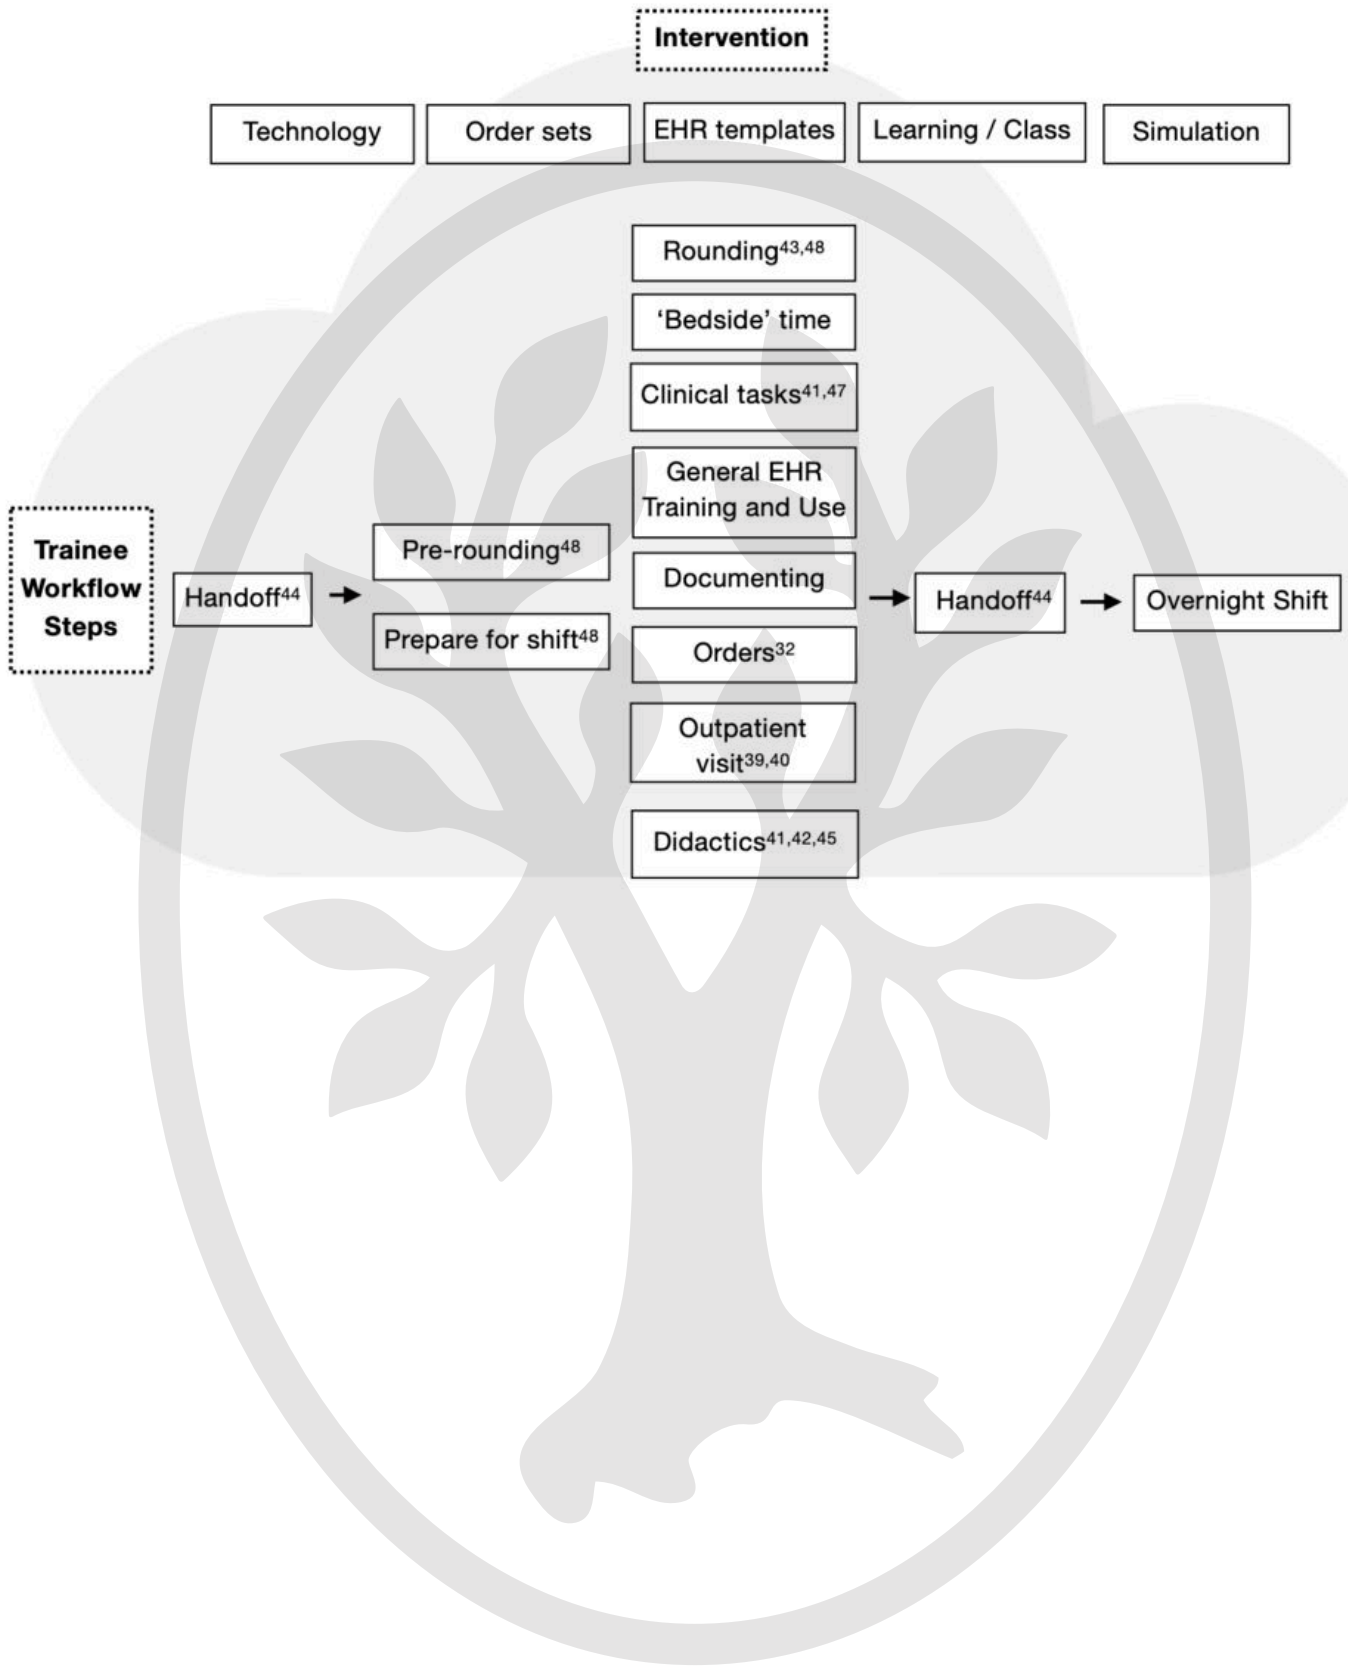 Intervention
Technology
Order sets
EHR templates
Learning / Class
Simulation
Trainee
Workflow
Steps
Handoff44
Pre-rounding48
Prepare for shift48
Rounding43,48
‘Bedside’ time
Clinical tasks41,47
General EHR
Training and Use
Documenting
Orders32
Outpatient
visit39,40
Didactics41,42,45
Handoff44
Overnight Shift